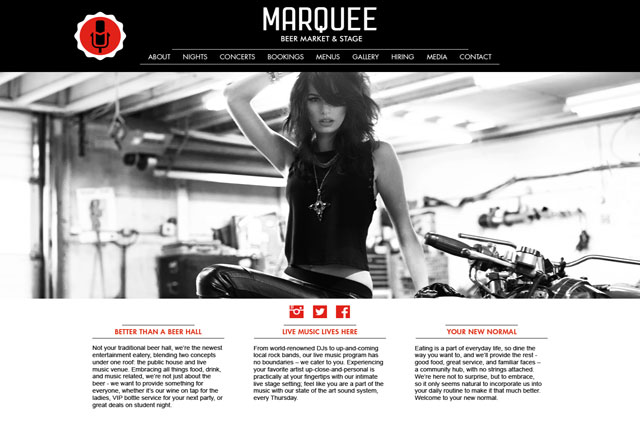 MARQUEE
BEER MARKET & STAGE
ABOUT NIGHTS CONCERTS BOOKINGS MENUS GALLERY HIRING MEDIA CONTACT
BETTER THAN A BEER HALL
Not your traditional beer hall, we're the newest
entertainment eatery, blending two concepts
under one roof: the public house and live
music venue. Embracing all things food, drink,
and music related, we're not just about the
beer - we want to provide something for
everyone, whether it's our wine on tap for the
ladies, VIP bottle service for your next party, or
great deals on student night.
LIVE MUSIC LIVES HERE
From world-renowned DJs to up-and-coming
local rock bands, our live music program has
no boundaries – we cater to you. Experiencing
your favorite artist up-close-and-personal is
practically at your fingertips with our intimate
live stage setting; feel like you are a part of the
music with our state of the art sound system,
every Thursday.
YOUR NEW NORMAL
Eating is a part of everyday life, so dine the
way you want to, and we'll provide the rest -
good food, great service, and familiar faces –
a community hub, with no strings attached.
We're here not to surprise, but to embrace,
so it only seems natural to incorporate us into
your daily routine to make it that much better.
Welcome to your new normal.